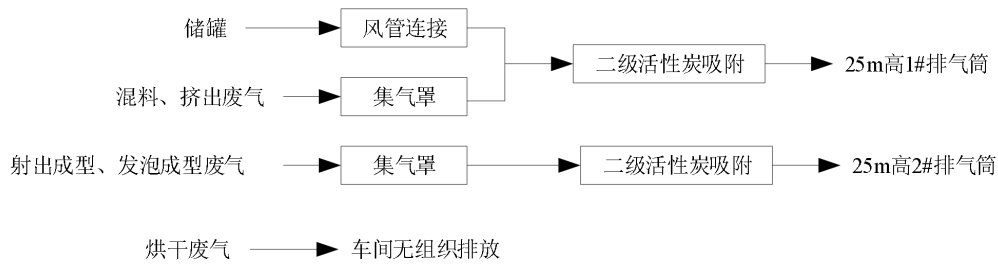 储罐
风管连接
二级活性炭吸附
25m高1#排气筒
混料、挤出废气
集气罩
射出成型、发泡成型废气
集气罩
二级活性炭吸附
25m高2#排气筒
烘干废气
车间无组织排放